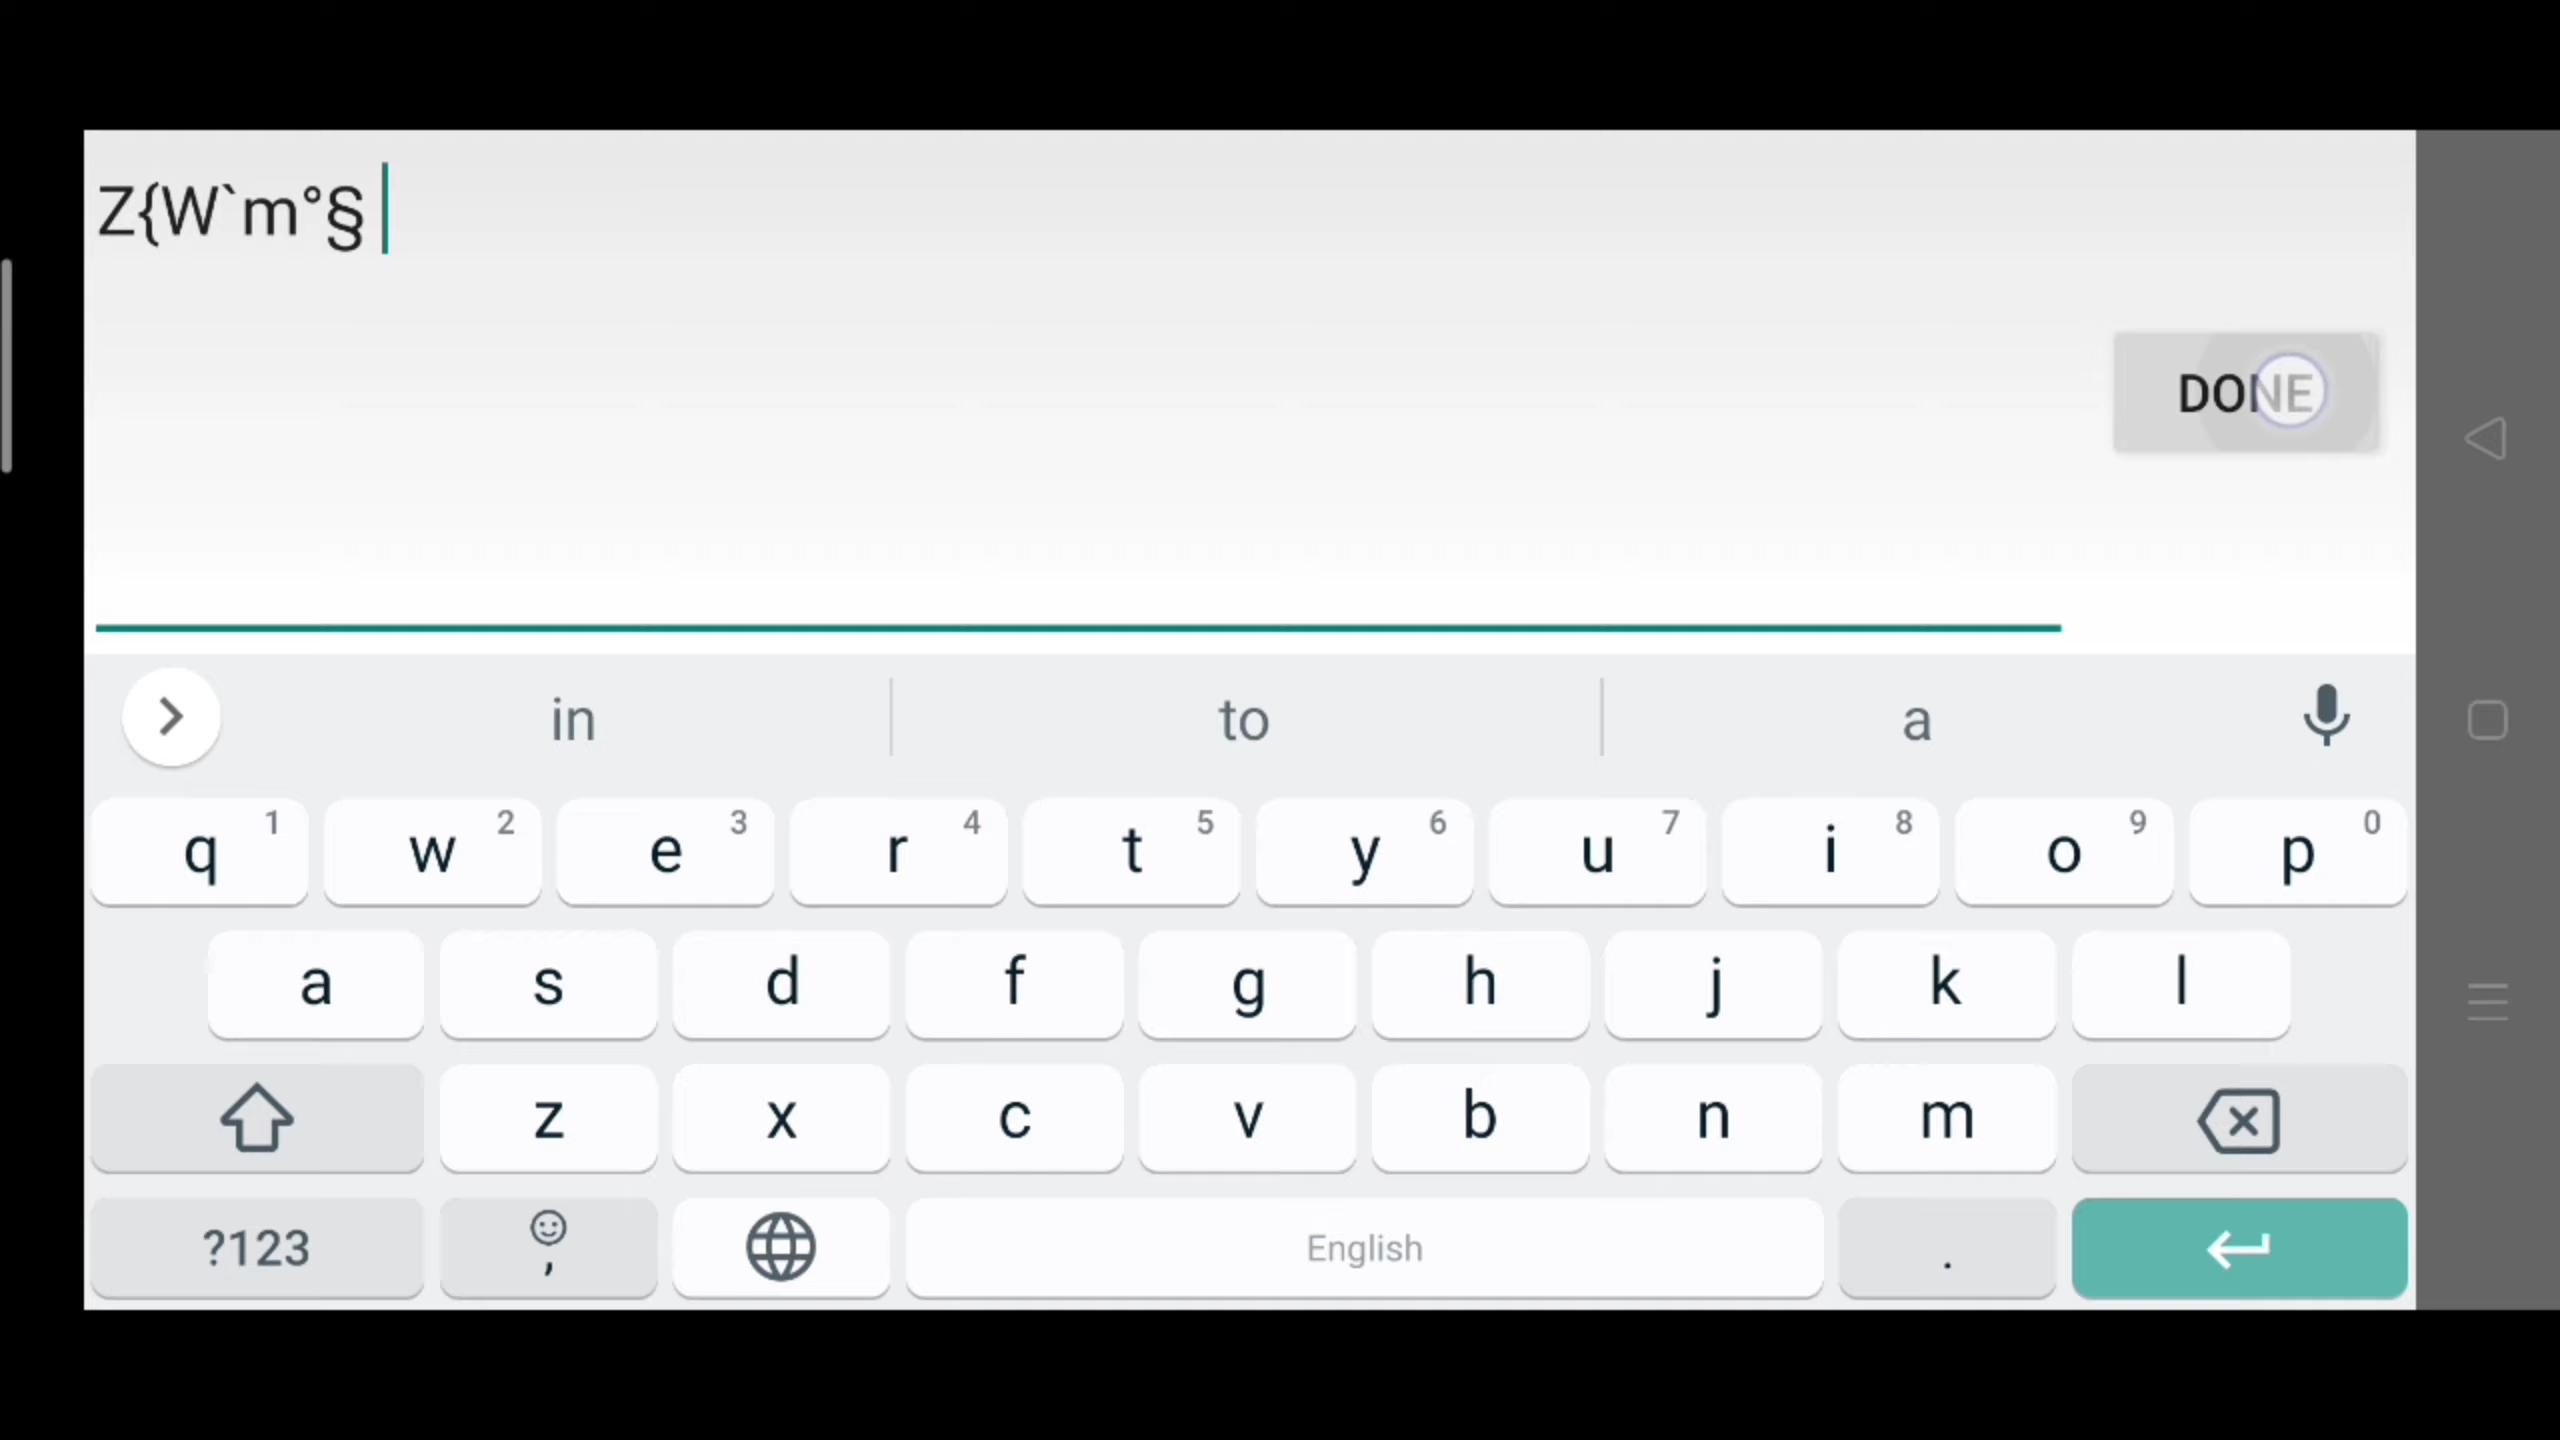 Z{W`m°§
DONE
in to a
q 1 w 2 e 3 r 4 t 5 y 6 u 7 i 8 o 9 p 0
a s d f g h j k l
z x c v b n m
?123 , English .